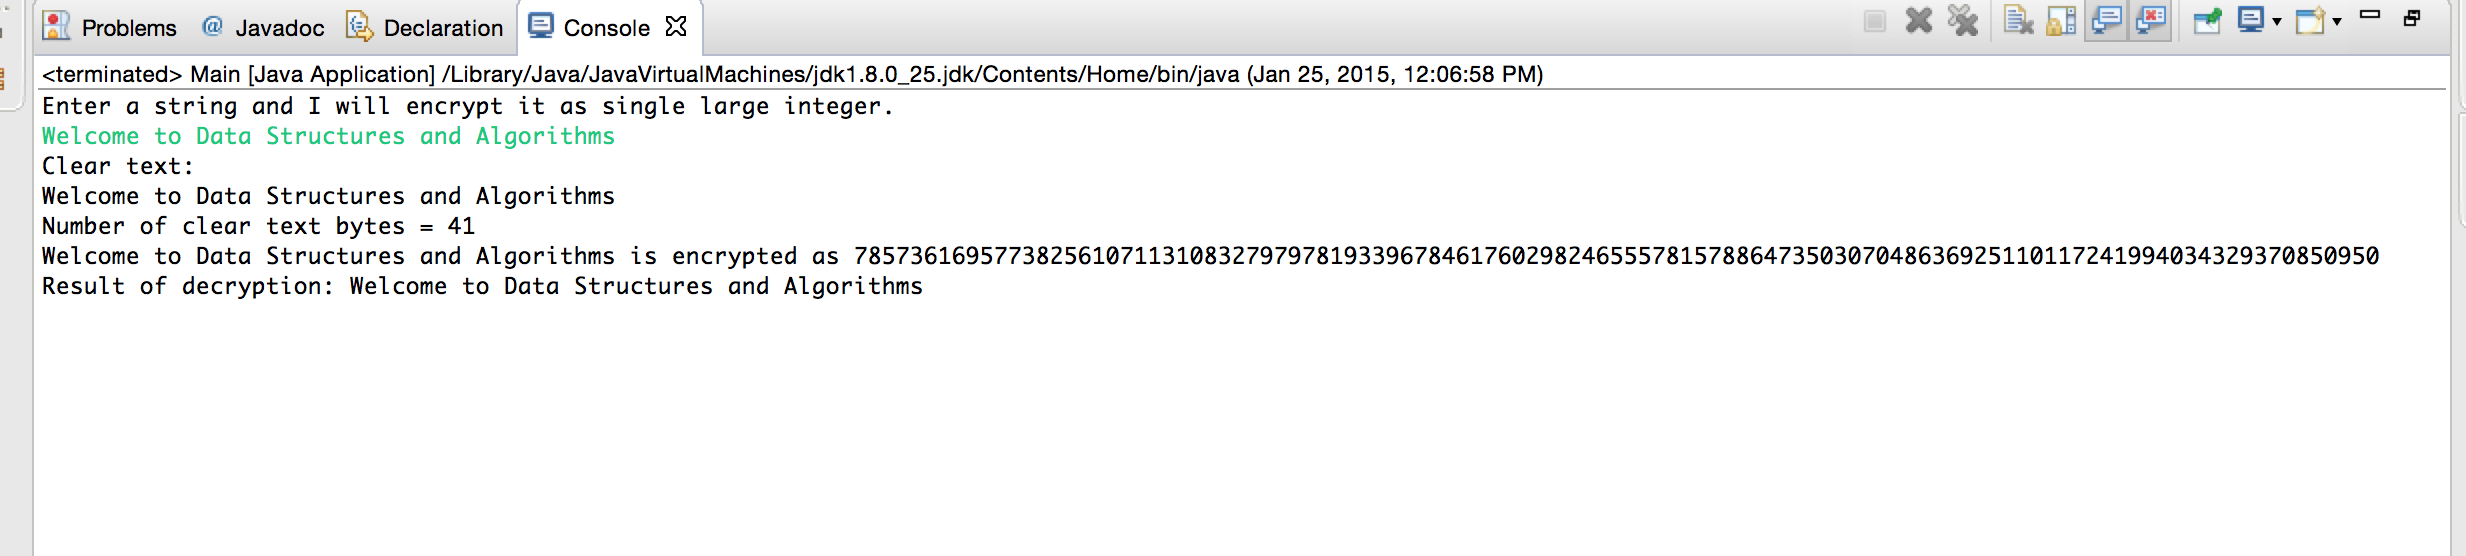 Problems @ Javadoc Declaration Console
<terminated> Main [Java Application] /Library/Java/JavaVirtualMachines/jdk1.8.0_25.jdk/Contents/Home/bin/java (Jan 25, 2015, 12:06:58 PM)
Enter a string and I will encrypt it as single large integer.
Welcome to Data Structures and Algorithms
Clear text:
Welcome to Data Structures and Algorithms
Number of clear text bytes = 41
Welcome to Data Structures and Algorithms is encrypted as 7857361695773825610711310832797978193396784617602982465557815788647350307048636925110117241994034329370850950
Result of decryption: Welcome to Data Structures and Algorithms